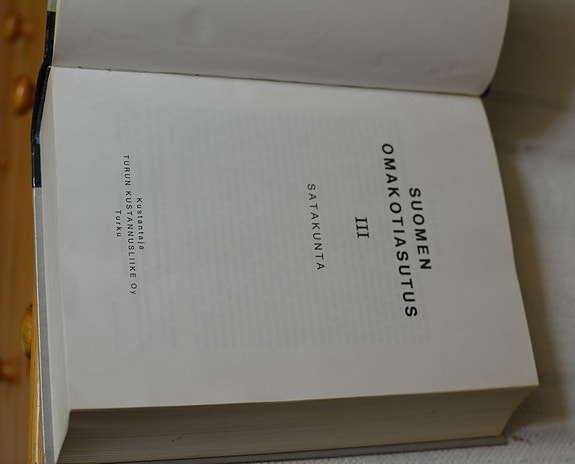 SUOMEN
OMAKOTIASUTUS
III
SATAKUNTA
Kustantaja
TURUN KUSTANNUSLIIKE Oy
Turku